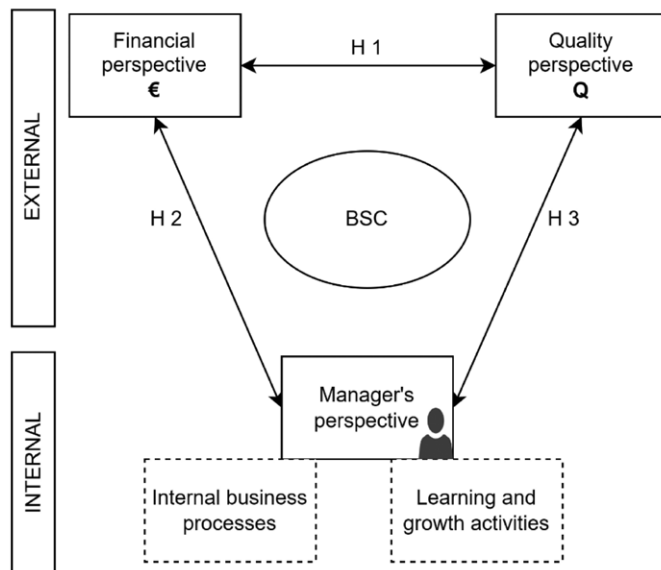 EXTERNAL
Financial
perspective
€
H 1
Quality
perspective
Q
H 2
BSC
H 3
INTERNAL
Manager's
perspective
Internal business
processes
Learning and
growth activities